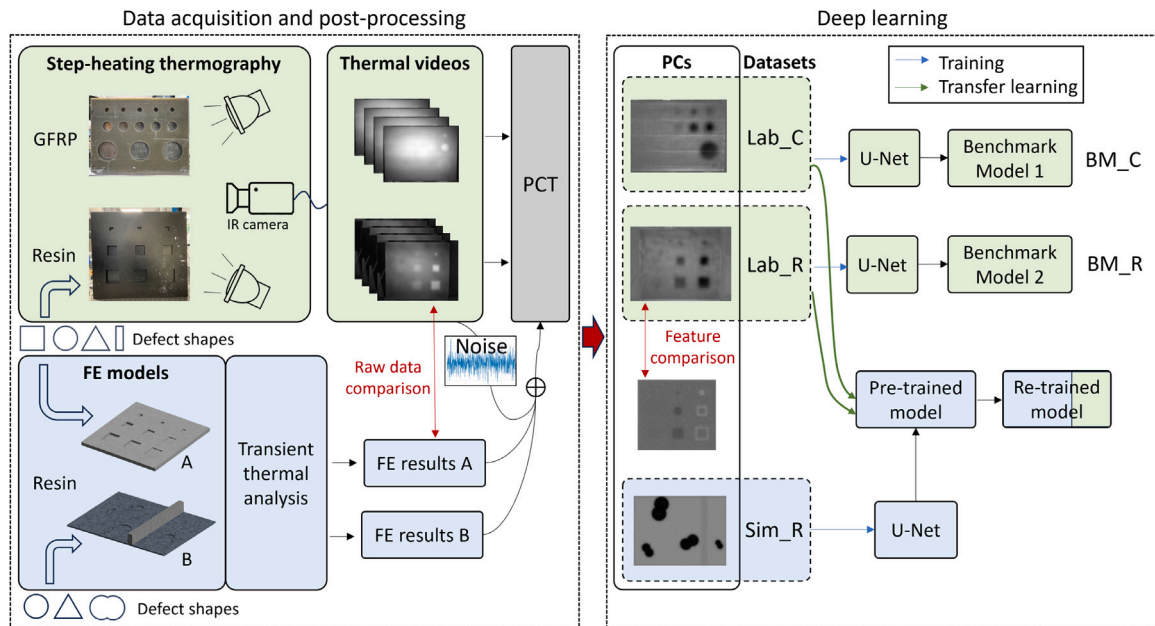 Data acquisition and post-processing
Step-heating thermography
GFRP
Resin
IR camera
Thermal videos
PCT
Defect shapes
FE models
A
Resin
B
Transient
thermal
analysis
Raw data
comparison
Noise
FE results A
FE results B
Defect shapes
Deep learning
PCs
Datasets
Training
Transfer learning
Lab_C
U-Net
Benchmark
Model 1
BM_C
Lab_R
U-Net
Benchmark
Model 2
BM_R
Feature
comparison
Pre-trained
model
Re-trained
model
Sim_R
U-Net